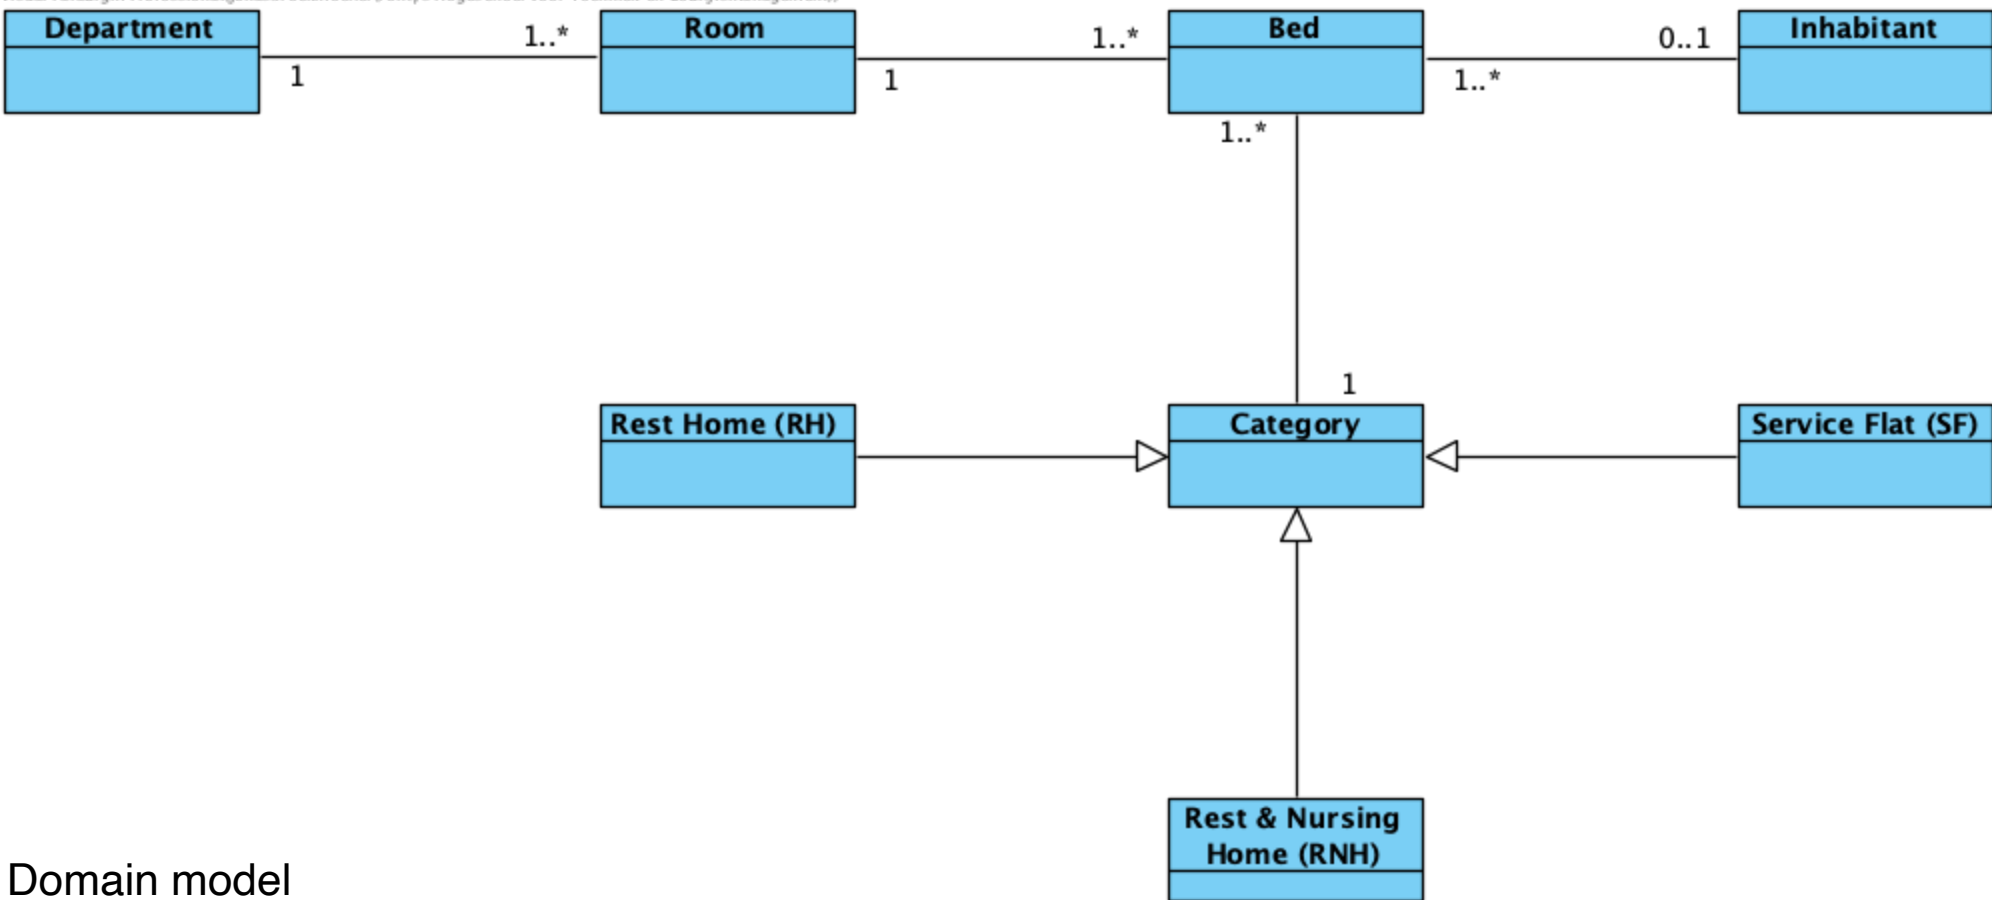 Department
1..*
Room
1..*
Bed
0..1
Inhabitant
1
1
1..*
1..*
1
Rest Home (RH)
Category
Service Flat (SF)
Rest & Nursing
Home (RNH)
Domain model